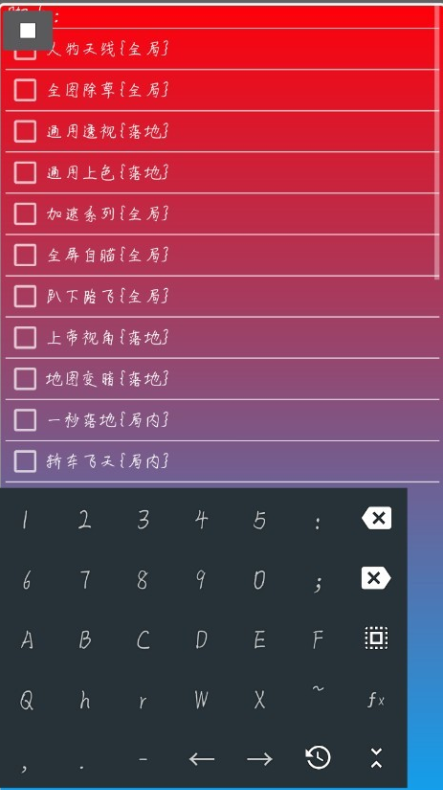 人物天线{全局}
全图除草{全局}
通用透视{落地}
通用上色{落地}
加速系列{全局}
全屏自瞄{全局}
趴下路飞{全局}
上帝视角{落地}
地图变暗{落地}
一秒落地{局内}
轿车飞天{局内}
1 2 3 4 5 :
6 7 8 9 0 ;
A B C D E F
Q h r W X ~ fx
, . - ← →